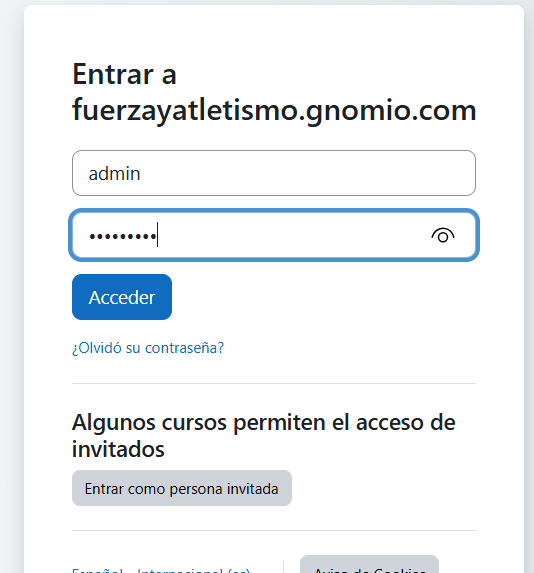 Entrar a
fuerzayatletismo.gnomio.com
admin
•••••••••
Acceder
¿Olvidó su contraseña?
Algunos cursos permiten el acceso de
invitados
Entrar como persona invitada
Español - Internacional (es)
Aviso de Cookies